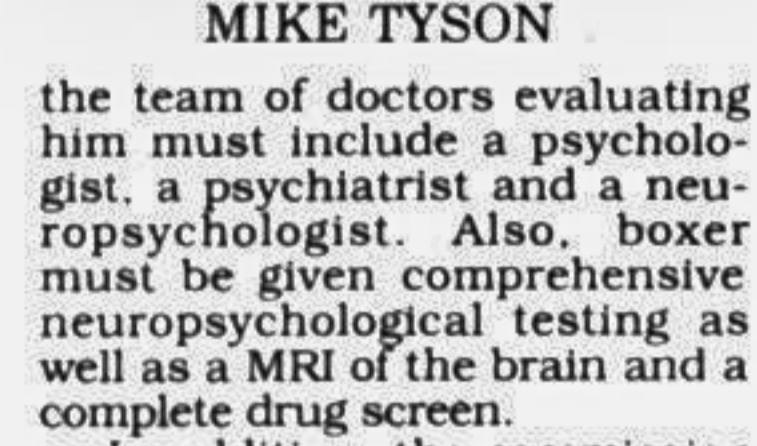 MIKE TYSON
the team of doctors evaluating
him must include a psycholo-
gist, a psychiatrist and a neu-
ropsychologist. Also, boxer
must be given comprehensive
neuropsychological testing as
well as a MRI of the brain and a
complete drug screen.